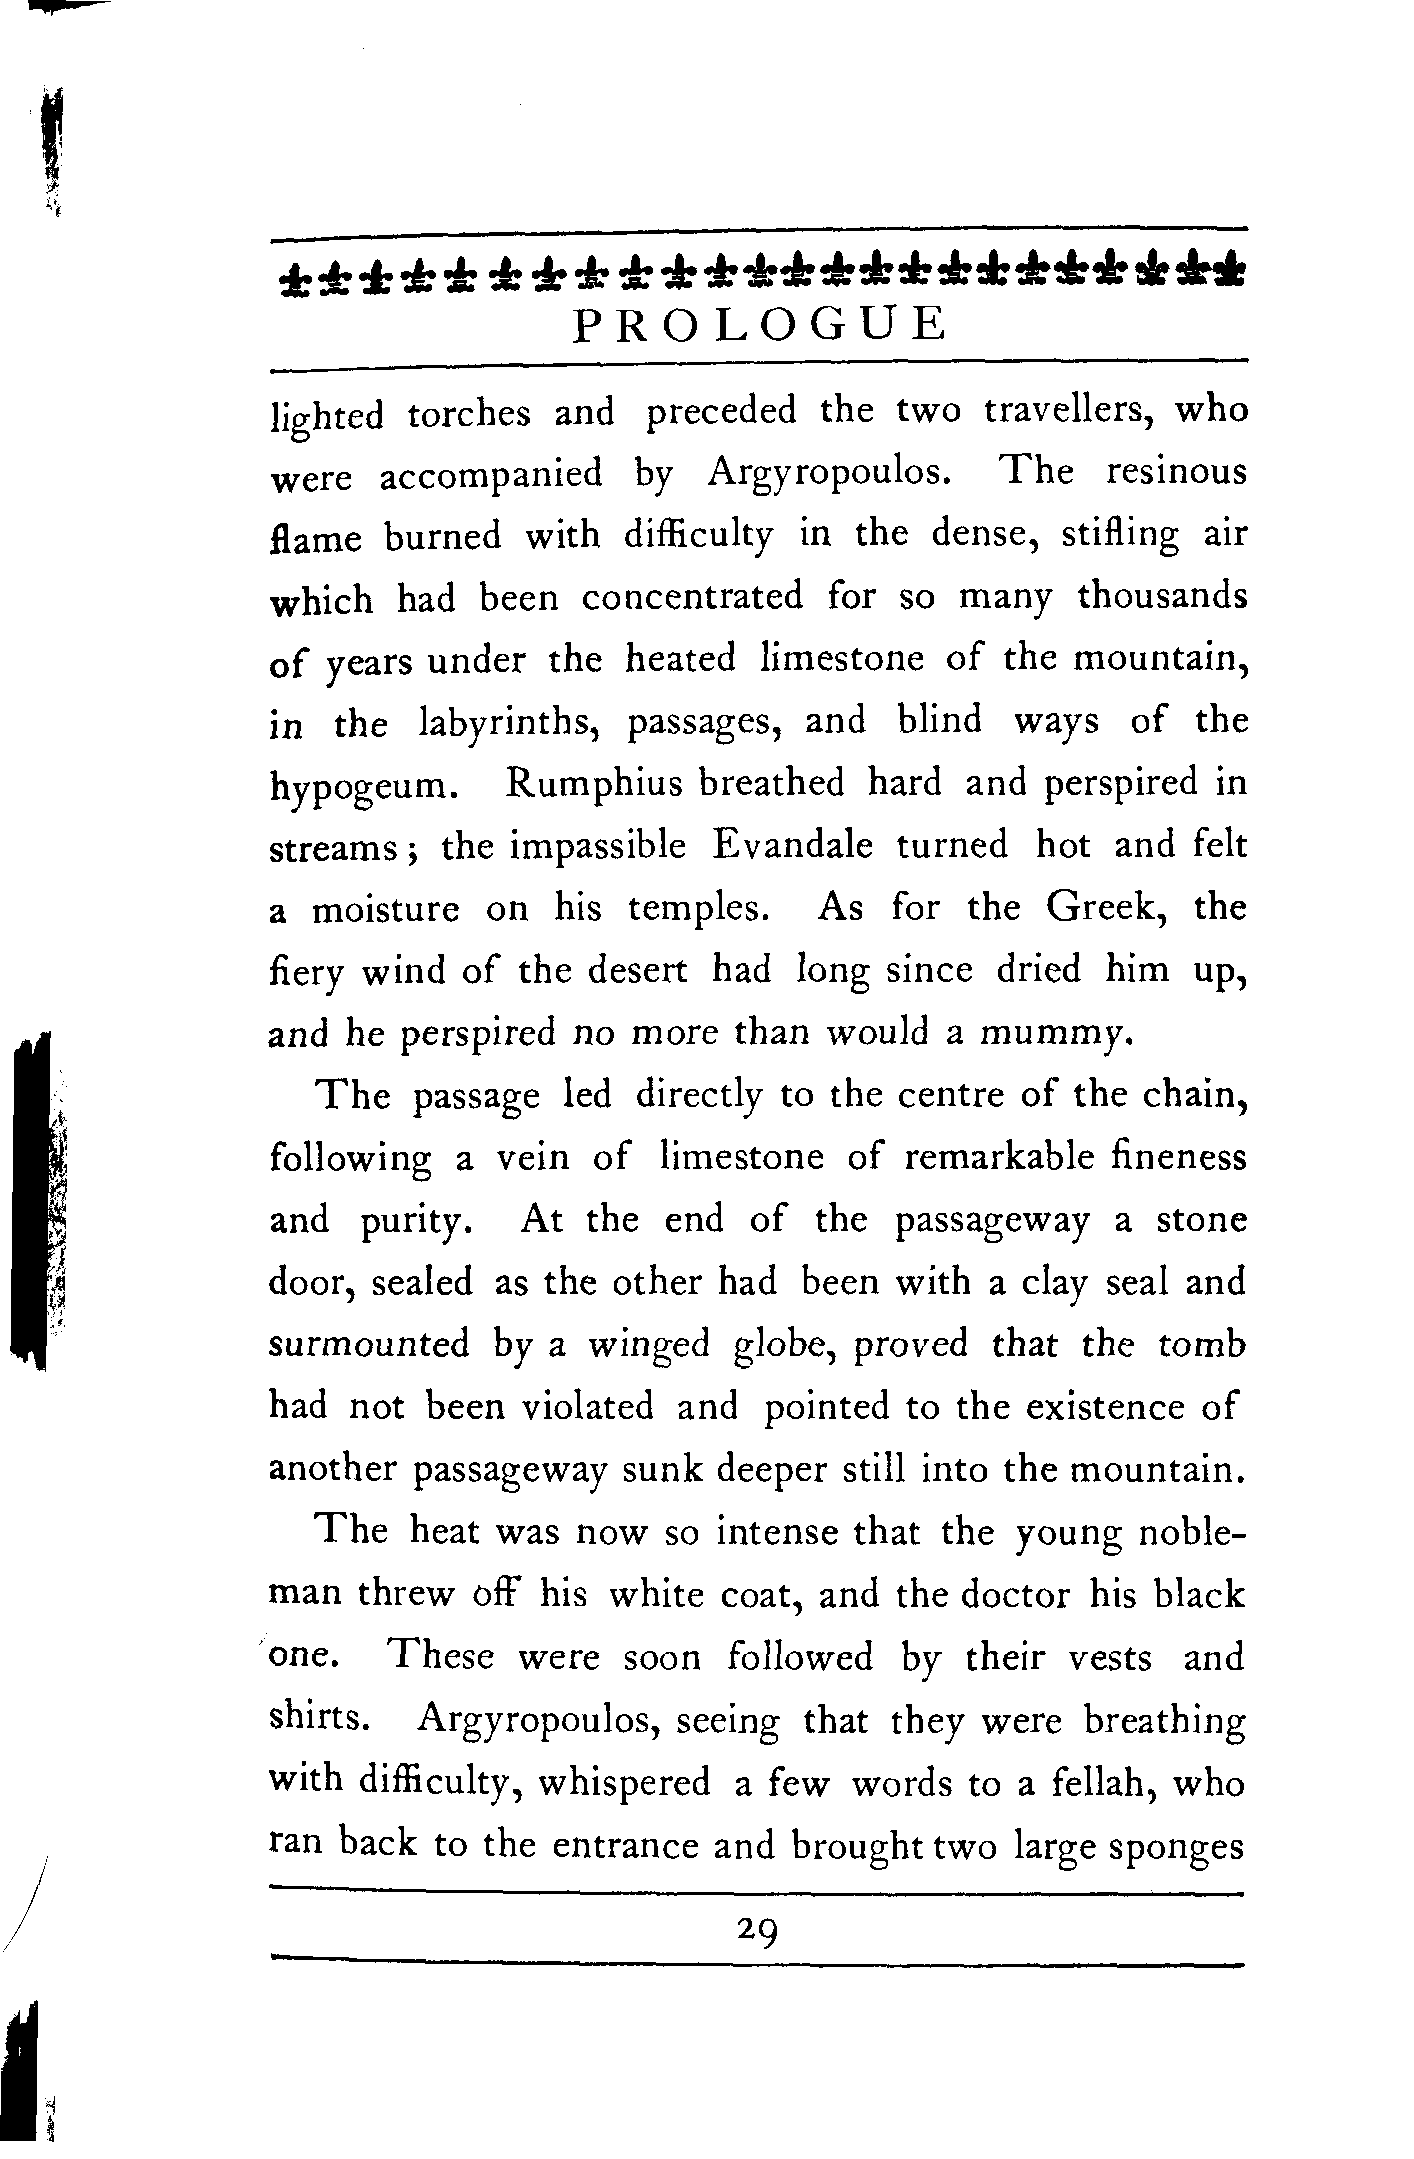 PROLOGUE
lighted torches and preceded the two travellers, who
were accompanied by Argyropoulos. The resinous
flame burned with difficulty in the dense, stifling air
which had been concentrated for so many thousands
of years under the heated limestone of the mountain,
in the labyrinths, passages, and blind ways of the
hypogeum. Rumphius breathed hard and perspired in
streams; the impassible Evandale turned hot and felt
a moisture on his temples. As for the Greek, the
fiery wind of the desert had long since dried him up,
and he perspired no more than would a mummy.
The passage led directly to the centre of the chain,
following a vein of limestone of remarkable fineness
and purity. At the end of the passageway a stone
door, sealed as the other had been with a clay seal and
surmounted by a winged globe, proved that the tomb
had not been violated and pointed to the existence of
another passageway sunk deeper still into the mountain.
The heat was now so intense that the young noble-
man threw off his white coat, and the doctor his black
one. These were soon followed by their vests and
shirts. Argyropoulos, seeing that they were breathing
with difficulty, whispered a few words to a fellah, who
ran back to the entrance and brought two large sponges
29